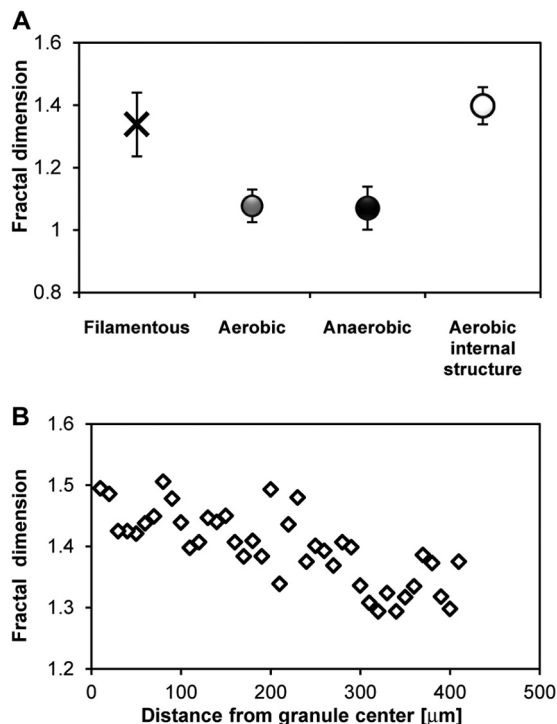 A
1.6
1.4
1.2
1
0.8
Fractal dimension
Filamentous
Aerobic
Anaerobic
Aerobic
internal
structure
B
1.6
1.5
1.4
1.3
1.2
Fractal dimension
0 100 200 300 400 500
Distance from granule center [µm]